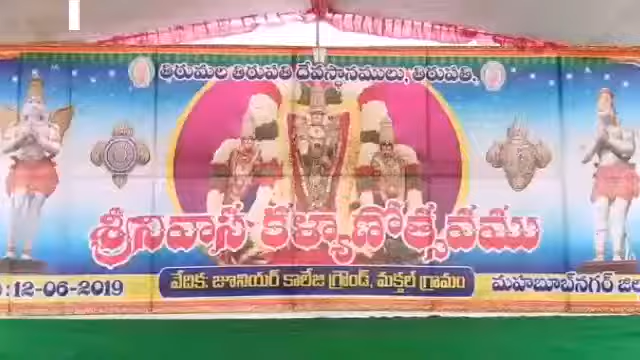 తిరుమల తిరుపతి దేవస్థానములు, తిరుపతి.
శ్రీనివాస కళ్యాణోత్సవము
:12-06-2019
వేదిక: జూనియర్ కాలేజ్ గ్రౌండ్, మక్తల్ గ్రామం
మహబూబ్‌నగర్ జిల